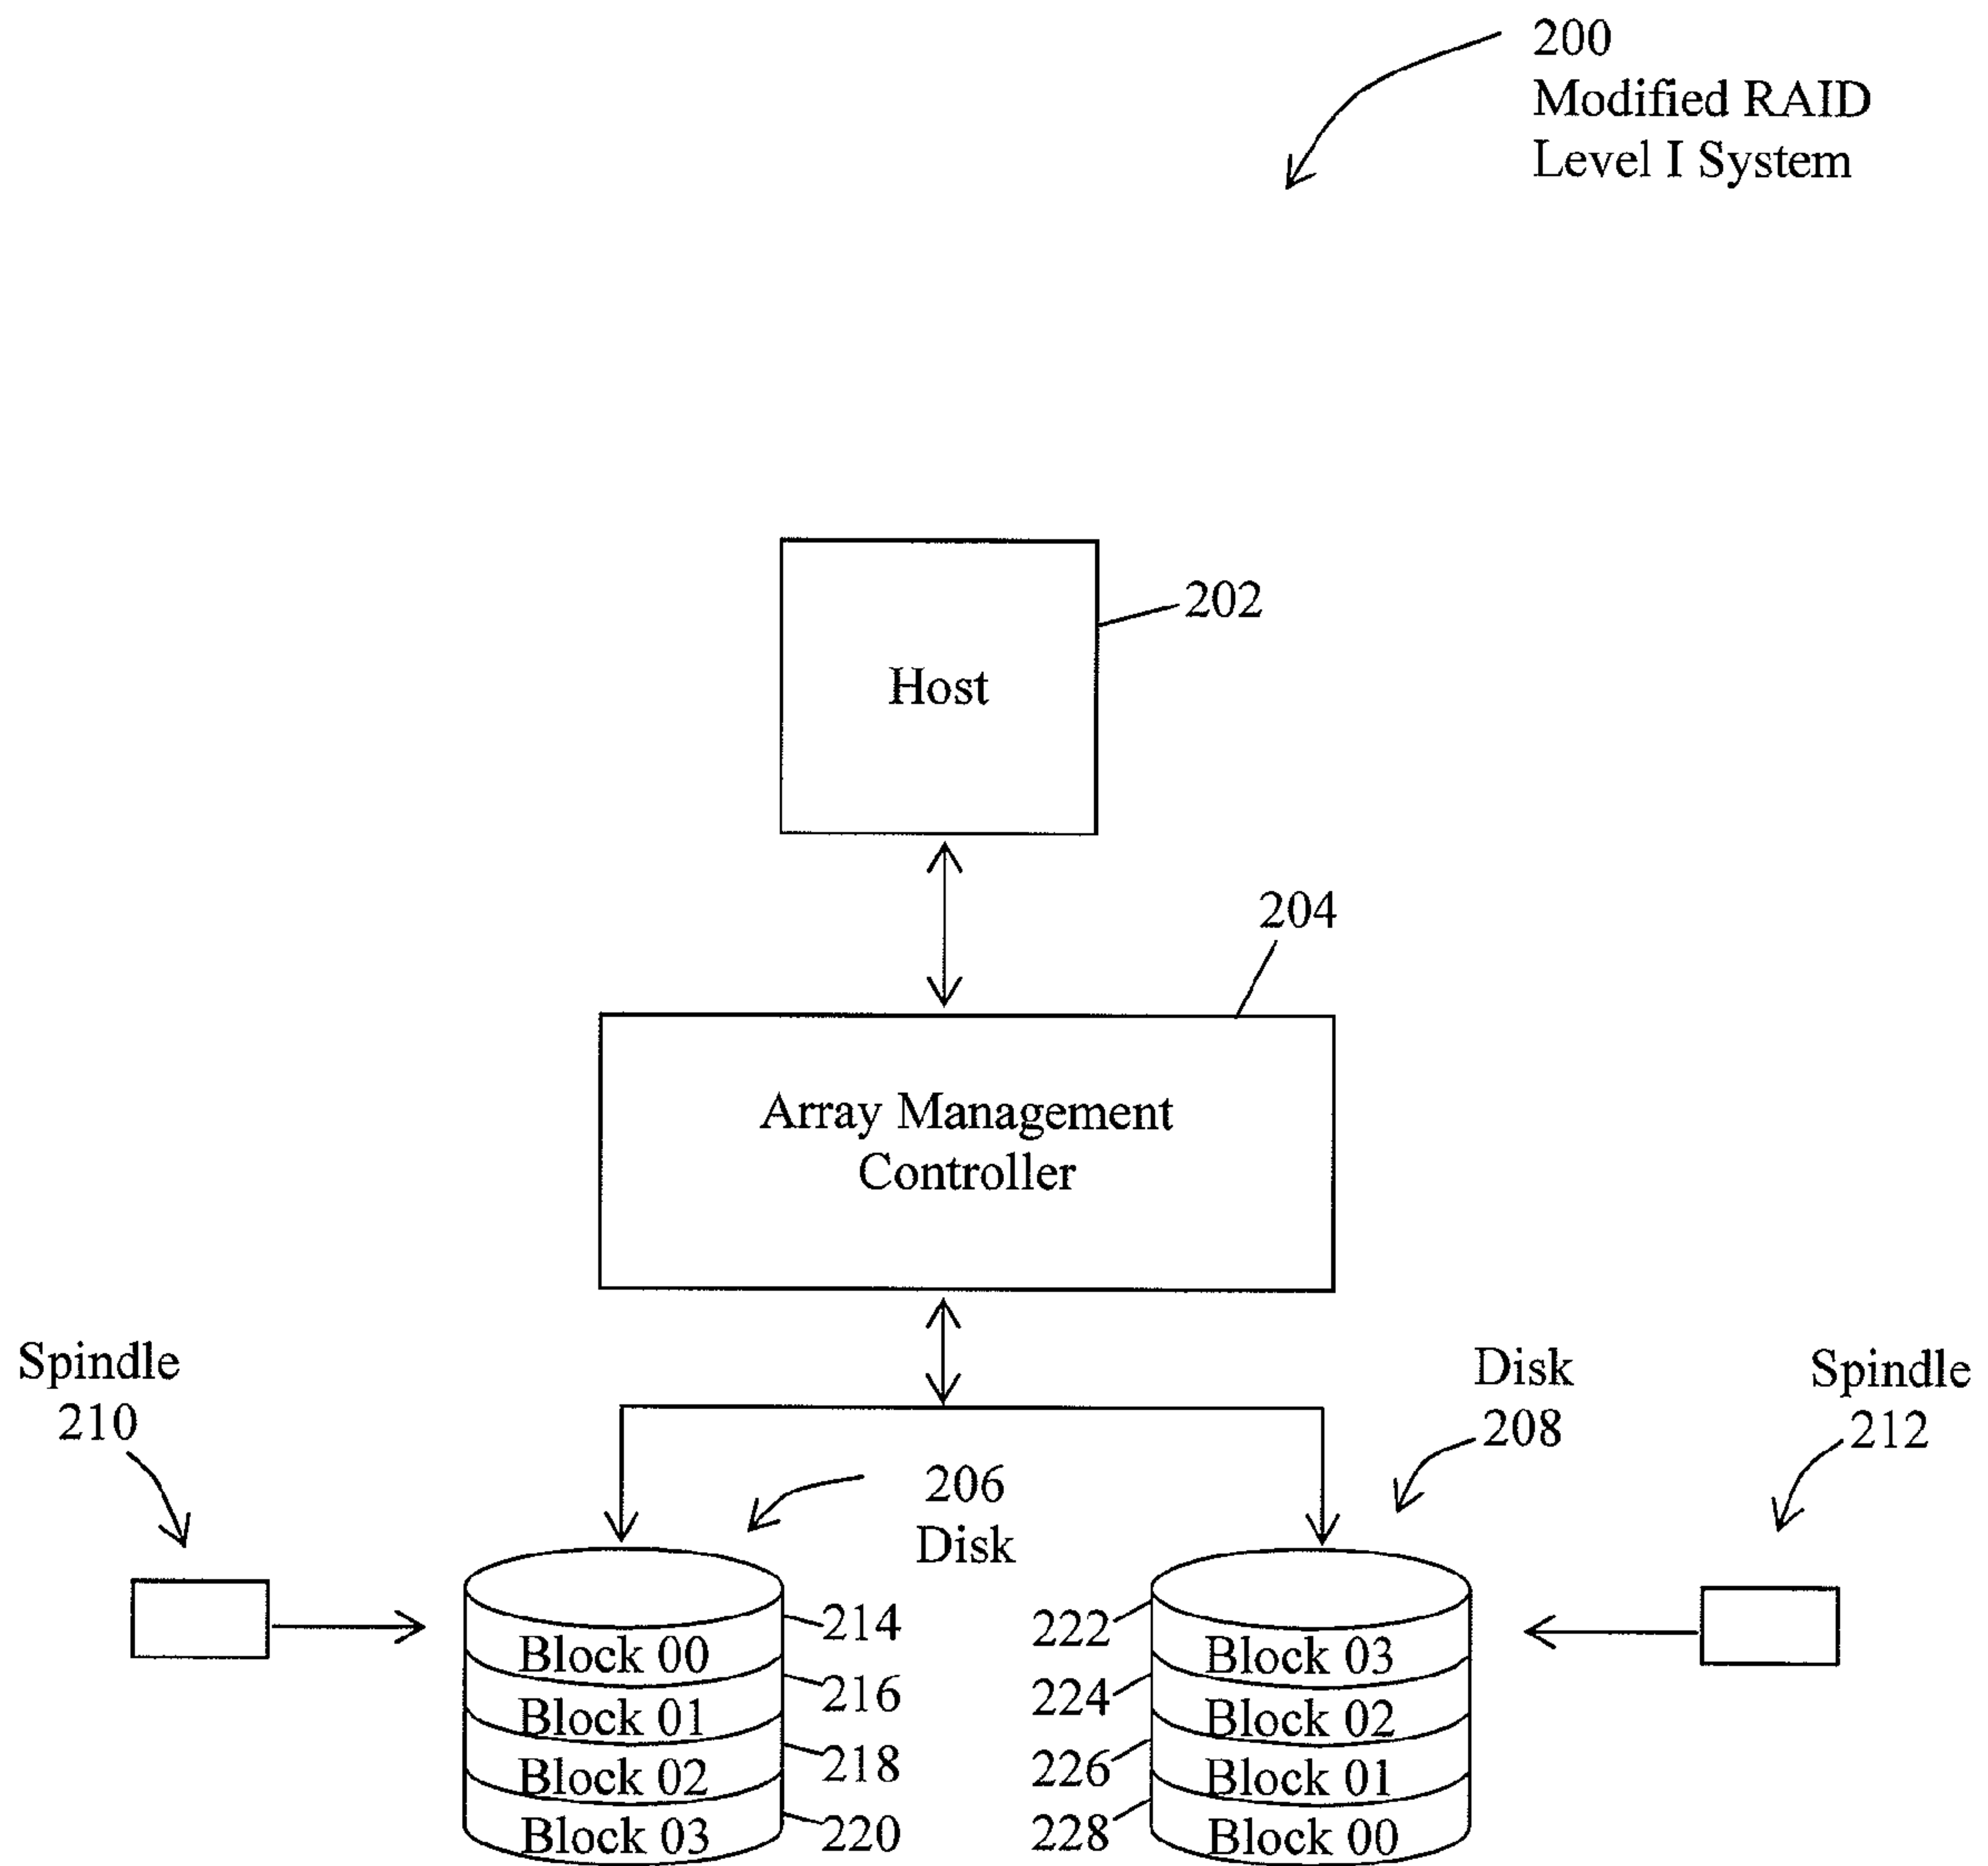 200
Modified RAID
Level I System
202
Host
204
Array Management
Controller
Spindle
210
Disk
208
Spindle
212
206
Disk
214
Block 00
216
Block 01
218
Block 02
220
Block 03
222
Block 03
224
Block 02
226
Block 01
228
Block 00